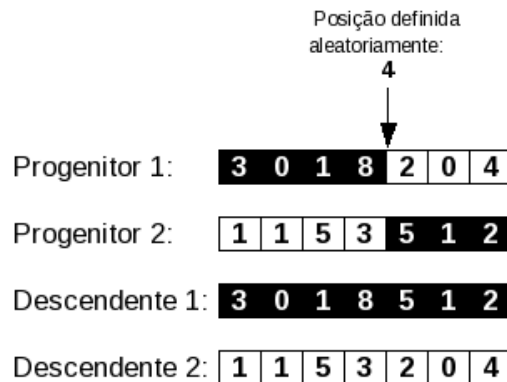 Posição definida
aleatoriamente:
4
Progenitor 1: 3 0 1 8 2 0 4
Progenitor 2: 1 1 5 3 5 1 2
Descendente 1: 3 0 1 8 5 1 2
Descendente 2: 1 1 5 3 2 0 4